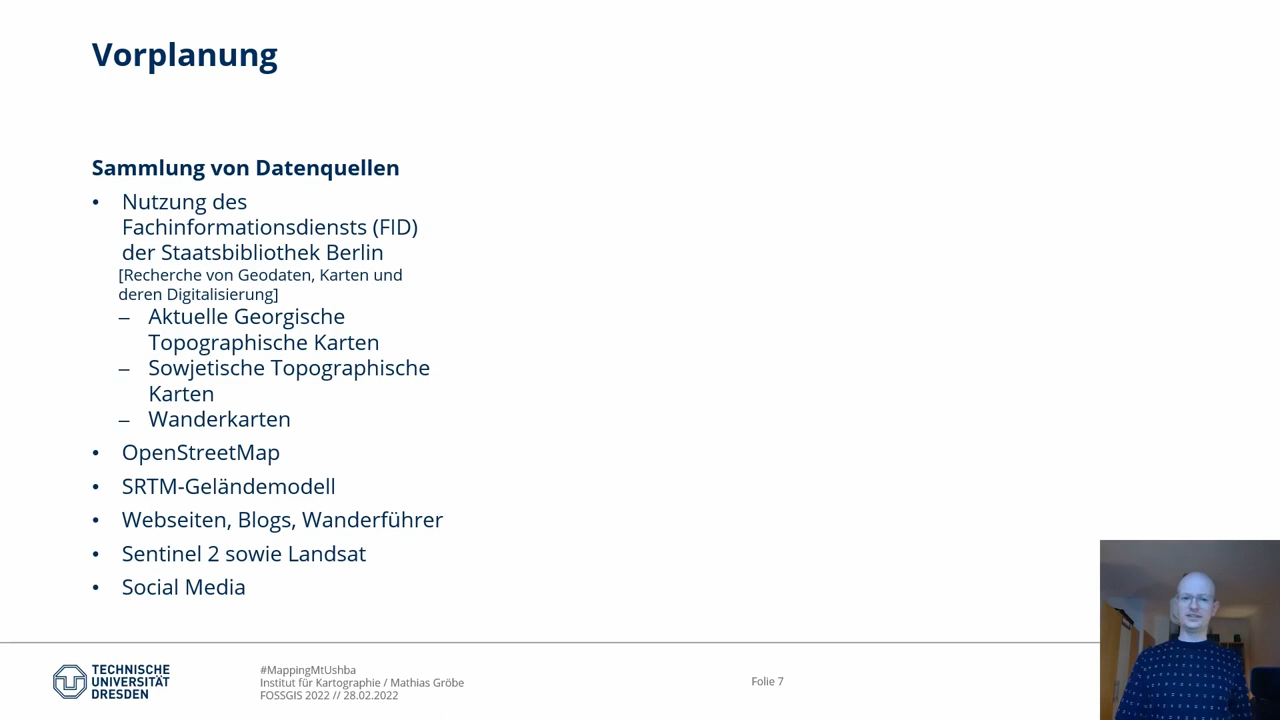 Vorplanung
Sammlung von Datenquellen
• Nutzung des
Fachinformationsdiensts (FID)
der Staatsbibliothek Berlin
[Recherche von Geodaten, Karten und
deren Digitalisierung]
– Aktuelle Georgische
Topographische Karten
– Sowjetische Topographische
Karten
– Wanderkarten
• OpenStreetMap
• SRTM-Geländemodell
• Webseiten, Blogs, Wanderführer
• Sentinel 2 sowie Landsat
• Social Media
TECHNISCHE
UNIVERSITÄT
DRESDEN
#MappingMtUshba
Institut für Kartographie / Mathias Gröbe
FOSSGIS 2022 // 28.02.2022
Folie 7